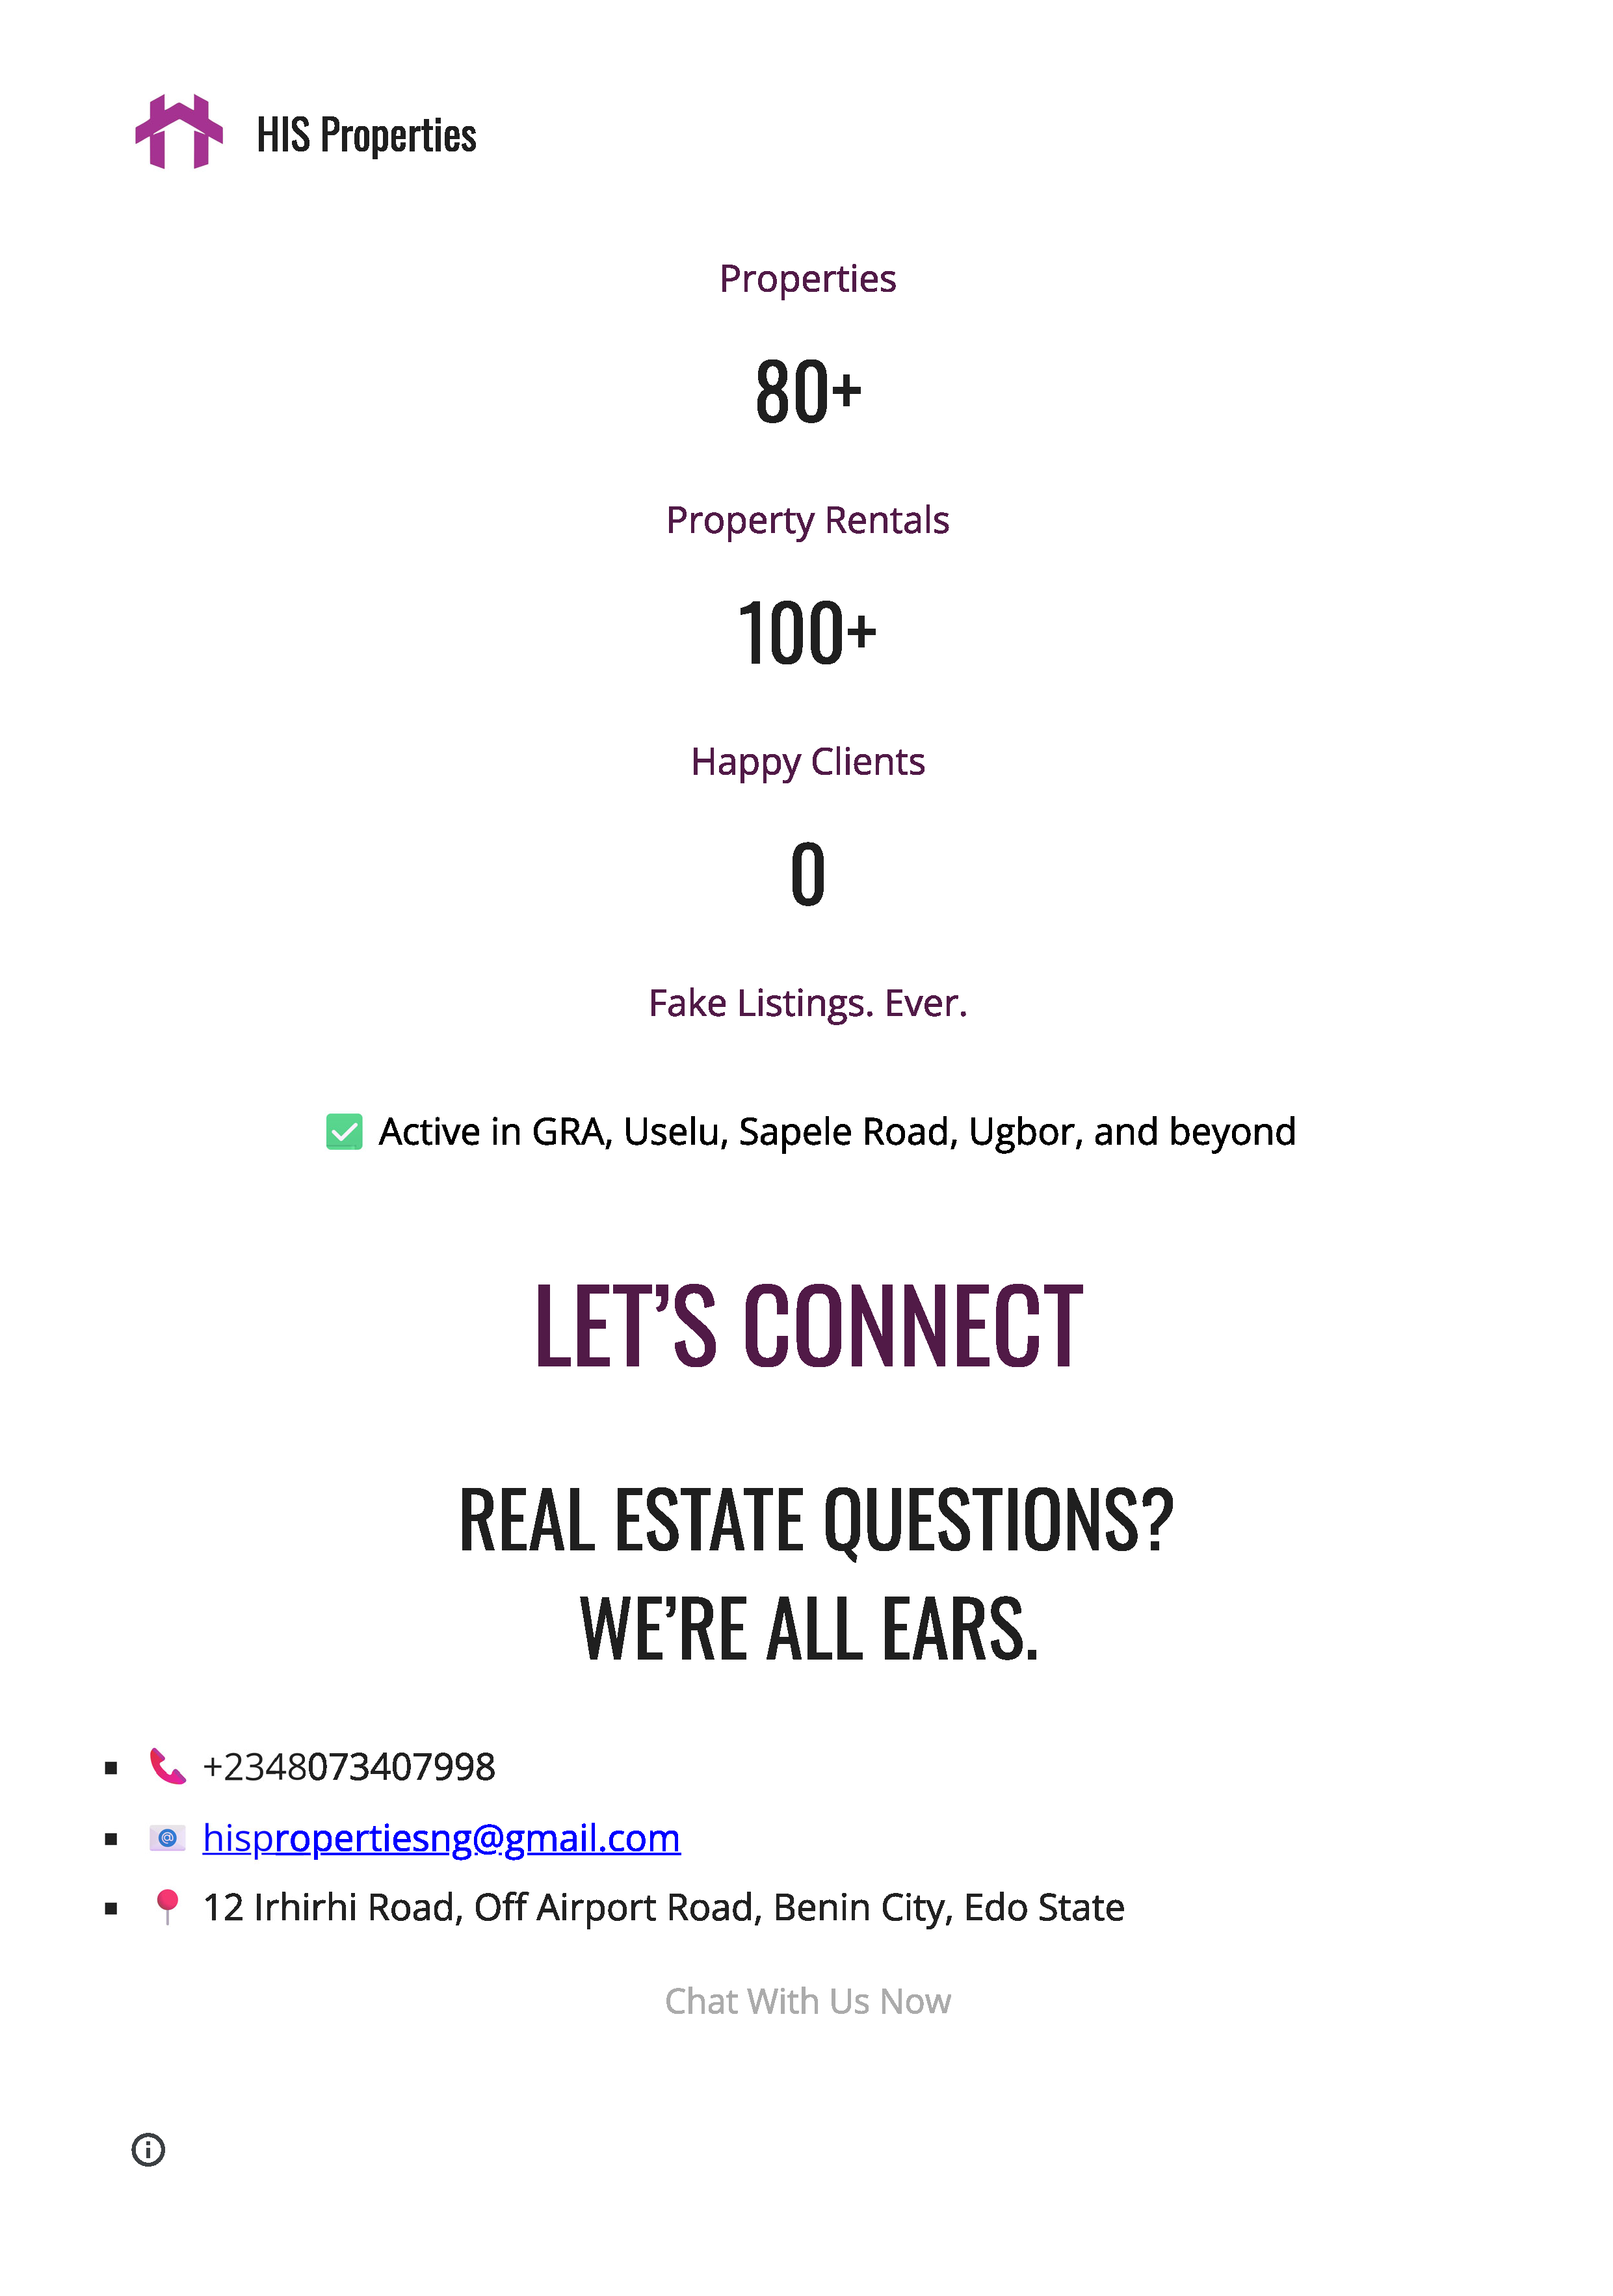 HIS Properties
Properties
80+
Property Rentals
100+
Happy Clients
0
Fake Listings. Ever.
✅ Active in GRA, Uselu, Sapele Road, Ugbor, and beyond
LET’S CONNECT
REAL ESTATE QUESTIONS?
WE’RE ALL EARS.
▪ 📞 +2348073407998
▪ 📧 hispropertiesng@gmail.com
▪ 📍 12 Irhirhi Road, Off Airport Road, Benin City, Edo State
Chat With Us Now